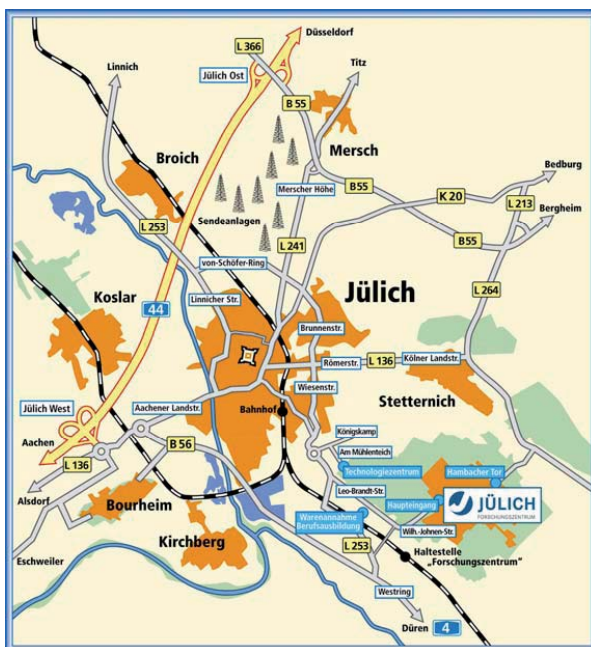 Düsseldorf
L 366
Linnich
Jülich Ost
Titz
B 55
Mersch
Broich
Bedburg
Merscher Höhe
B55
K 20
L 213
Sendeanlagen
Bergheim
L 253
L 241
B55
von-Schöfer-Ring
Jülich
L 264
Koslar
44
Linnicher Str.
Brunnenstr.
Römerstr.
L 136
Kölner Landstr.
Wiesenstr.
Stetternich
Jülich West
Aachener Landstr.
Bahnhof
Aachen
B 56
Königskamp
Am Mühlenteich
L 136
Technologiezentrum
Hambacher Tor
Alsdorf
Leo-Brandt-Str.
Haupteingang
JÜLICH
FORSCHUNGSZENTRUM
Bourheim
Warenannahme
Berufsausbildung
Wilh.-Johnen-Str.
Kirchberg
L 253
Haltestelle
„Forschungszentrum"
Eschweiler
Westring
Düren
4